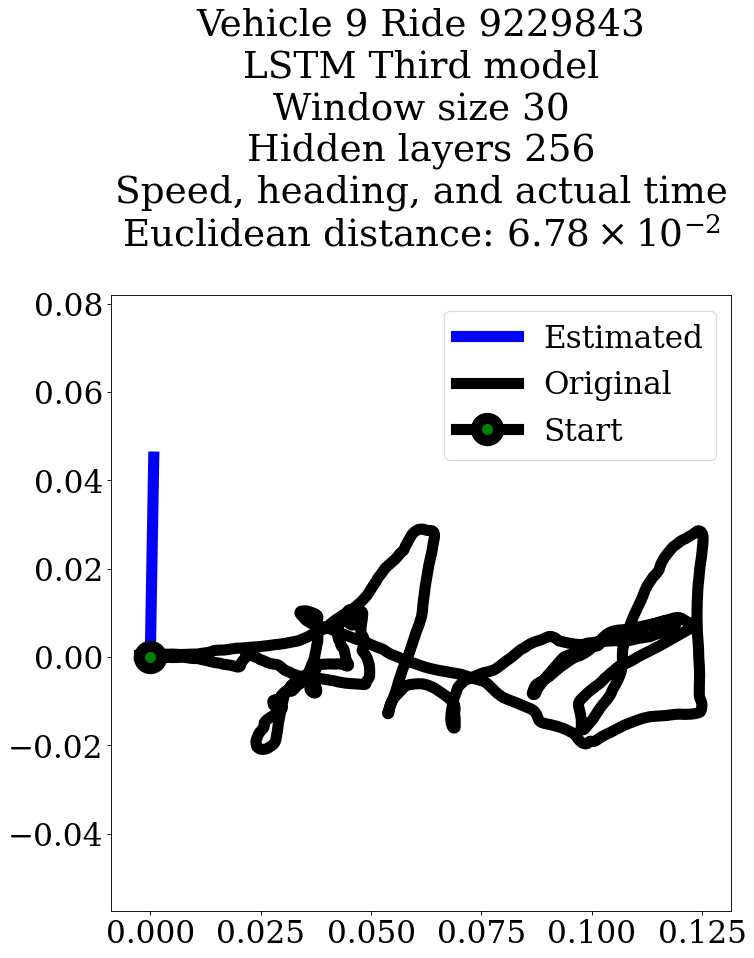 Vehicle 9 Ride 9229843
LSTM Third model
Window size 30
Hidden layers 256
Speed, heading, and actual time
Euclidean distance: 6.78 × 10⁻²
Estimated
Original
Start
0.08
0.06
0.04
0.02
0.00
−0.02
−0.04
0.000 0.025 0.050 0.075 0.100 0.125